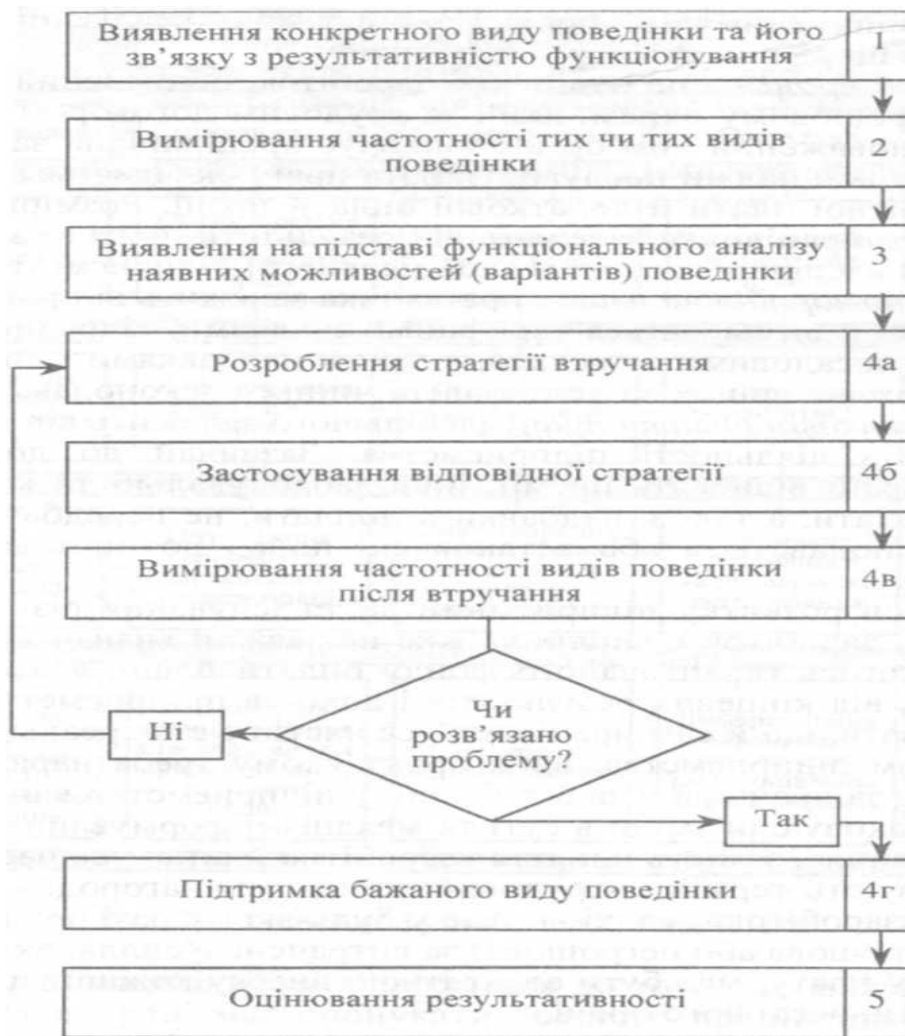 Виявлення конкретного виду поведінки та його
зв’язку з результативністю функціонування
1
Вимірювання частотності тих чи тих видів
поведінки
2
Виявлення на підставі функціонального аналізу
наявних можливостей (варіантів) поведінки
3
Розроблення стратегії втручання
4а
Застосування відповідної стратегії
4б
Вимірювання частотності видів поведінки
після втручання
4в
Чи
розв’язано
проблему?
Ні
Так
Підтримка бажаного виду поведінки
4г
Оцінювання результативності
5